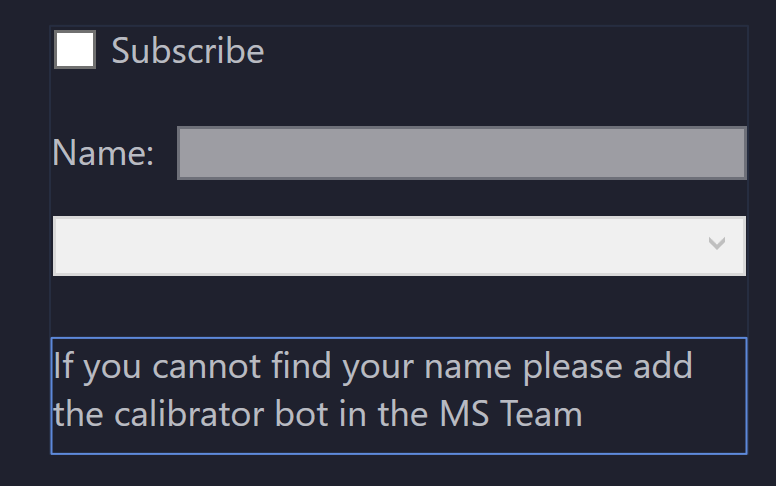 Subscribe
Name:
If you cannot find your name please add
the calibrator bot in the MS Team